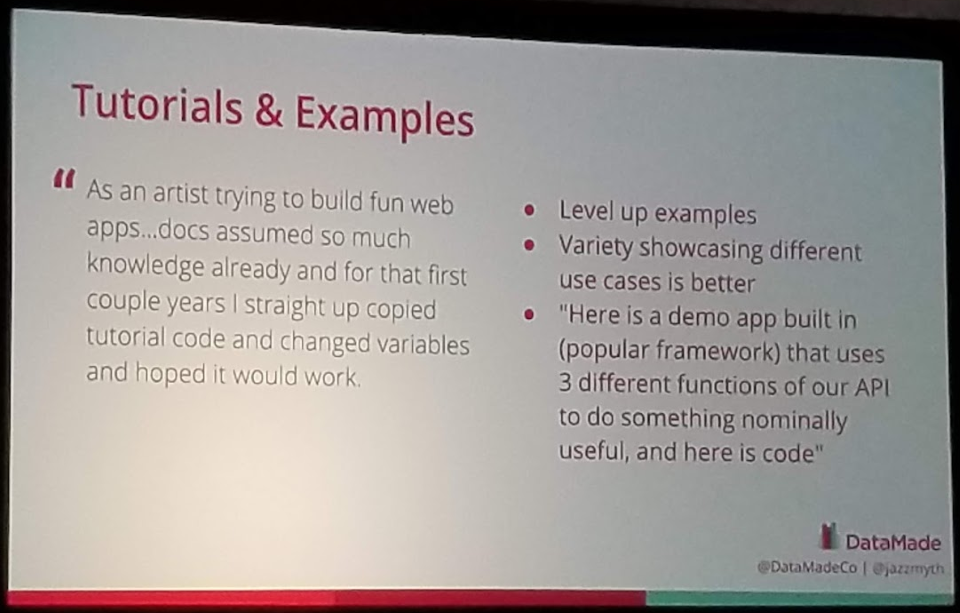 Tutorials & Examples
“ As an artist trying to build fun web
apps...docs assumed so much
knowledge already and for that first
couple years I straight up copied
tutorial code and changed variables
and hoped it would work.
● Level up examples
● Variety showcasing different
use cases is better
● "Here is a demo app built in
(popular framework) that uses
3 different functions of our API
to do something nominally
useful, and here is code"
DataMade
@DataMadeCo | @jazzmyth